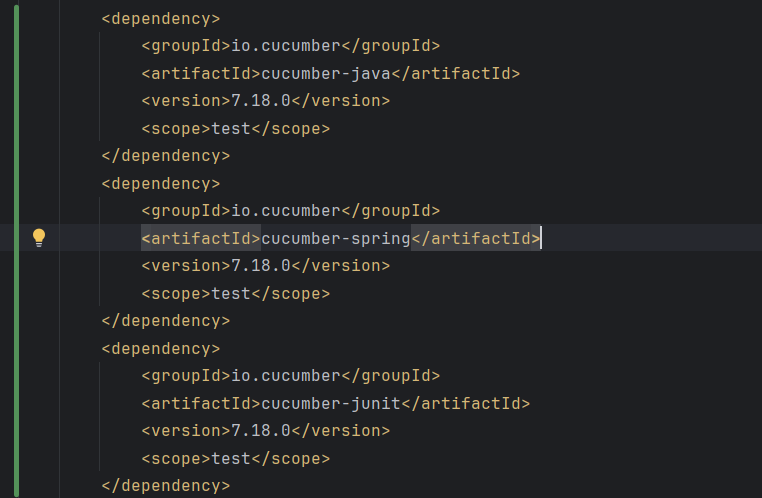 <dependency>
<groupId>io.cucumber</groupId>
<artifactId>cucumber-java</artifactId>
<version>7.18.0</version>
<scope>test</scope>
</dependency>
<dependency>
<groupId>io.cucumber</groupId>
<artifactId>cucumber-spring</artifactId>
<version>7.18.0</version>
<scope>test</scope>
</dependency>
<dependency>
<groupId>io.cucumber</groupId>
<artifactId>cucumber-junit</artifactId>
<version>7.18.0</version>
<scope>test</scope>
</dependency>